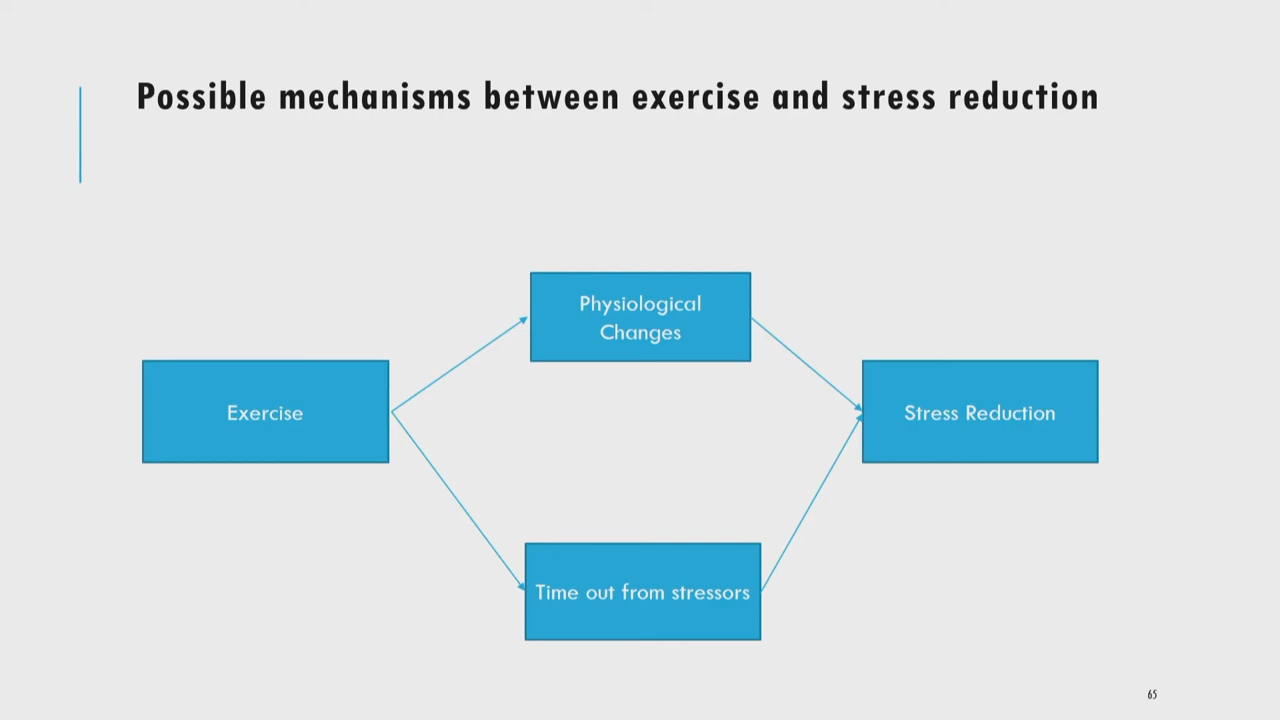 Possible mechanisms between exercise and stress reduction
Physiological
Changes
Exercise
Stress Reduction
Time out from stressors
65